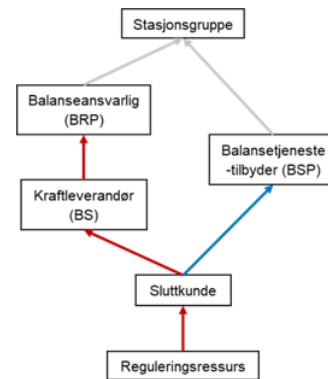 Stasjonsgruppe
Balanseansvarlig
(BRP)
Balansetjeneste
-tilbyder (BSP)
Kraftleverandør
(BS)
Sluttkunde
Reguleringsressurs